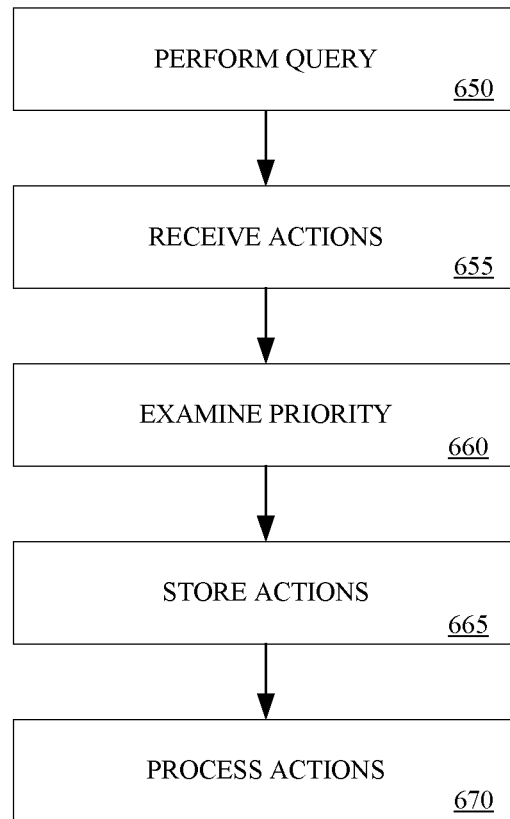 PERFORM QUERY
650
RECEIVE ACTIONS
655
EXAMINE PRIORITY
660
STORE ACTIONS
665
PROCESS ACTIONS
670